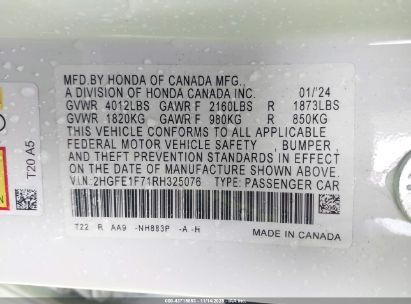 MFD.BY HONDA OF CANADA MFG.,
A DIVISION OF HONDA CANADA INC. 01/'24
GVWR 4012LBS GAWR F 2160LBS R 1873LBS
GVWR 1820KG GAWR F 980KG R 850KG
THIS VEHICLE CONFORMS TO ALL APPLICABLE
FEDERAL MOTOR VEHICLE SAFETY , BUMPER ,
AND THEFT PREVENTION STANDARDS IN EFFECT
ON THE DATE OF MANUFACTURE SHOWN ABOVE.
V.I.N.:2HGFE1F71RH325076 TYPE: PASSENGER CAR
T22 R AA9 -NH883P -A-H
MADE IN CANADA
T20 A5